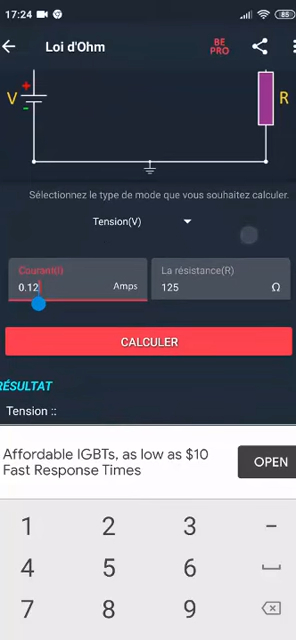 17:24
85
Loi d'Ohm
BE
PRO
V
+
-
R
Sélectionnez le type de mode que vous souhaitez calculer.
Tension(V)
Courant(I)
0.12 Amps
La résistance(R)
125 Ω
CALCULER
RÉSULTAT
Tension ::
Affordable IGBTs, as low as $10
Fast Response Times
OPEN
1 2 3 -
4 5 6
7 8 9